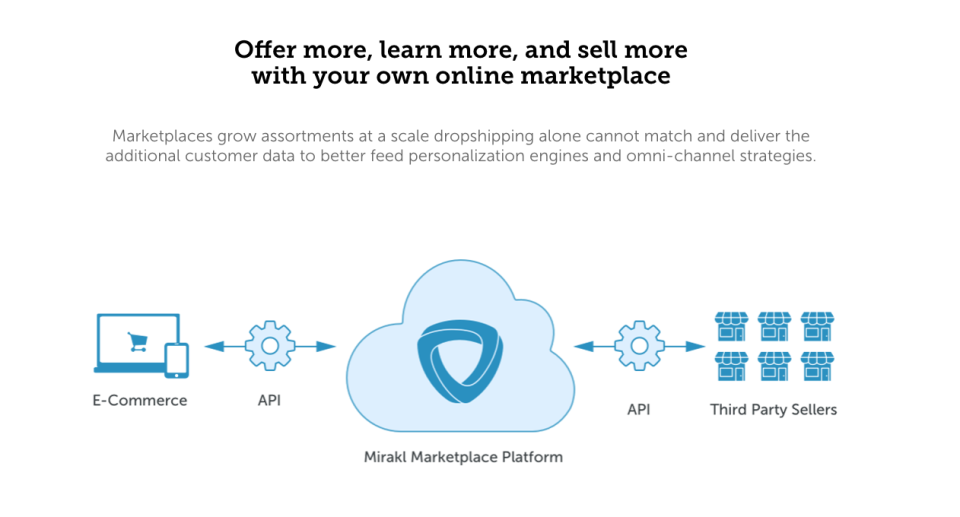 Offer more, learn more, and sell more
with your own online marketplace
Marketplaces grow assortments at a scale dropshipping alone cannot match and deliver the
additional customer data to better feed personalization engines and omni-channel strategies.
E-Commerce
API
Mirakl Marketplace Platform
API
Third Party Sellers